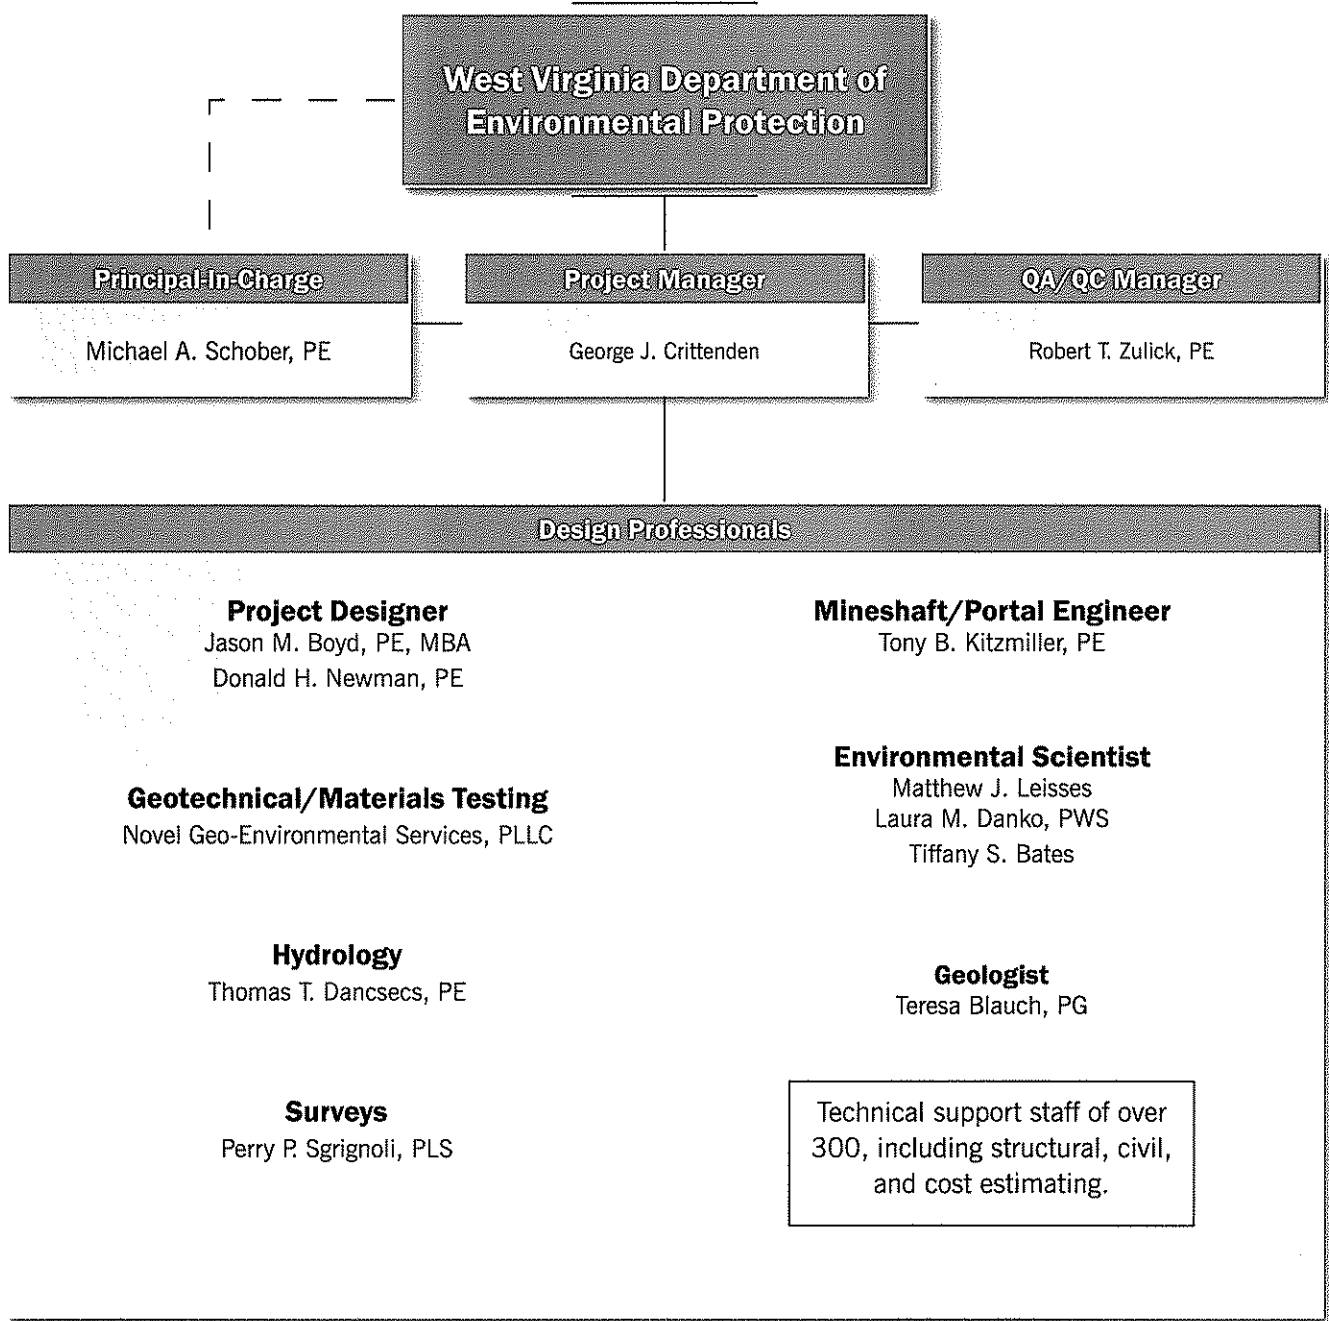 West Virginia Department of
Environmental Protection
Principal-In-Charge
Michael A. Schober, PE
Project Manager
George J. Crittenden
QA/QC Manager
Robert T. Zulick, PE
Design Professionals
Project Designer
Jason M. Boyd, PE, MBA
Donald H. Newman, PE
Geotechnical/Materials Testing
Novel Geo-Environmental Services, PLLC
Hydrology
Thomas T. Dancsecs, PE
Surveys
Perry P. Sgrignoli, PLS
Mineshaft/Portal Engineer
Tony B. Kitzmiller, PE
Environmental Scientist
Matthew J. Leisses
Laura M. Danko, PWS
Tiffany S. Bates
Geologist
Teresa Blauch, PG
Technical support staff of over
300, including structural, civil,
and cost estimating.